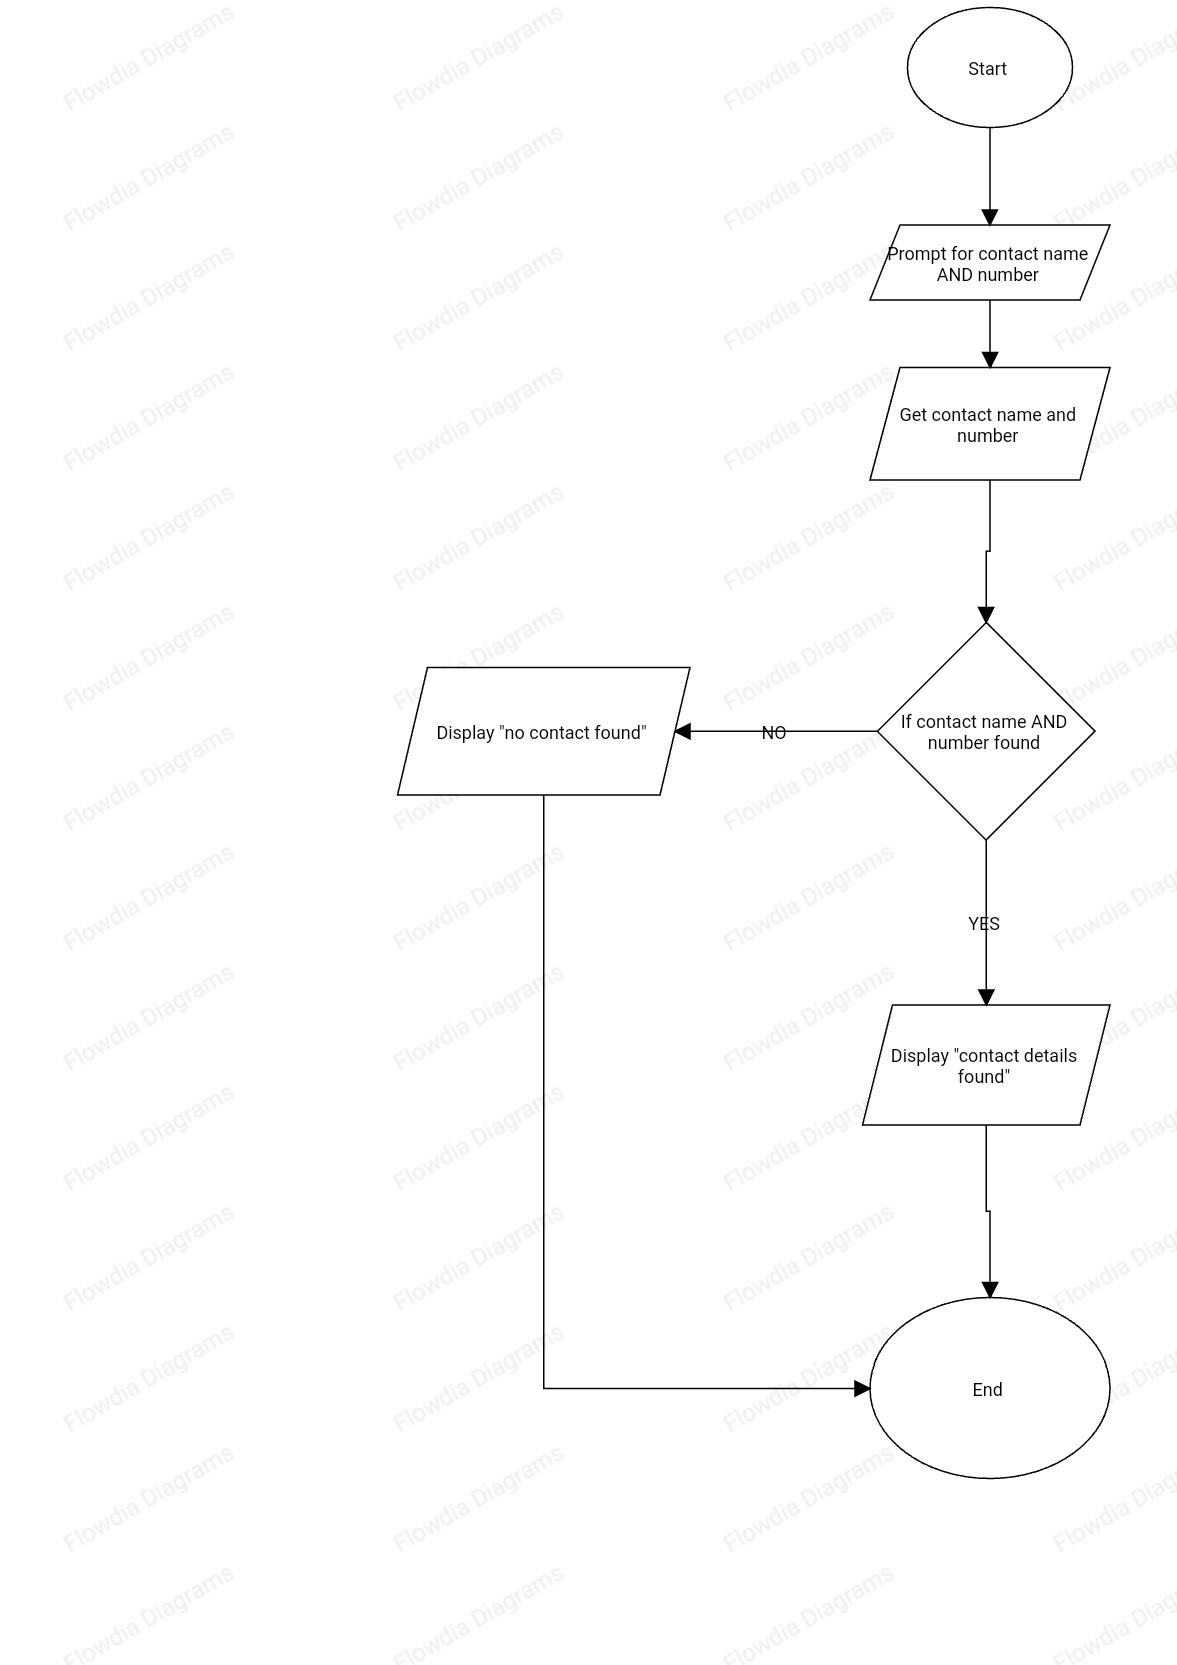 Start
Prompt for contact name
AND number
Get contact name and
number
If contact name AND
number found
NO
Display "no contact found"
YES
Display "contact details
found"
End
Flowdia Diagrams